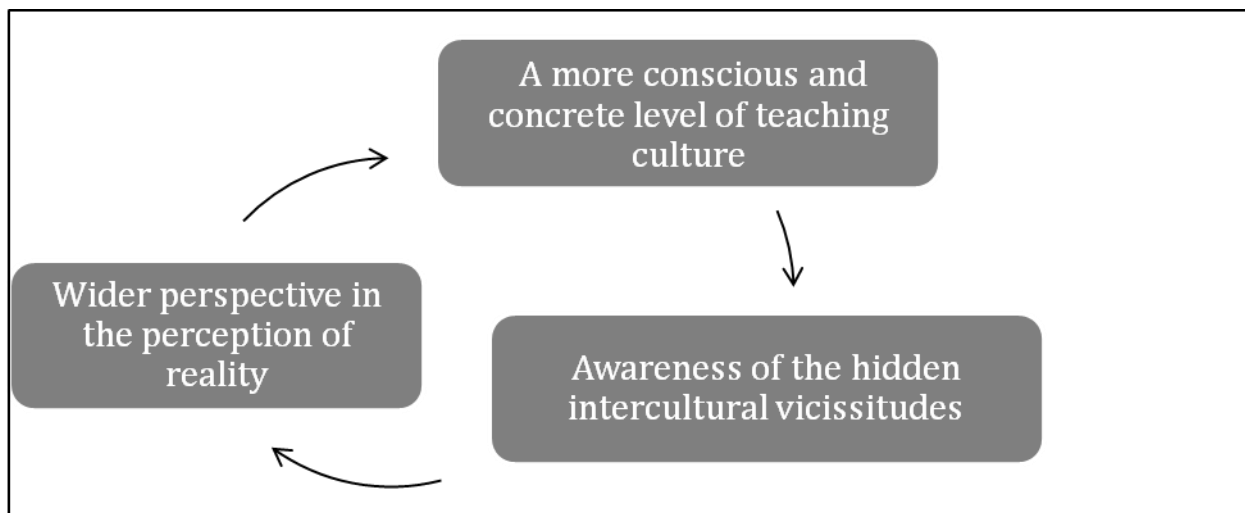 A more conscious and
concrete level of teaching
culture
Wider perspective in
the perception of
reality
Awareness of the hidden
intercultural vicissitudes